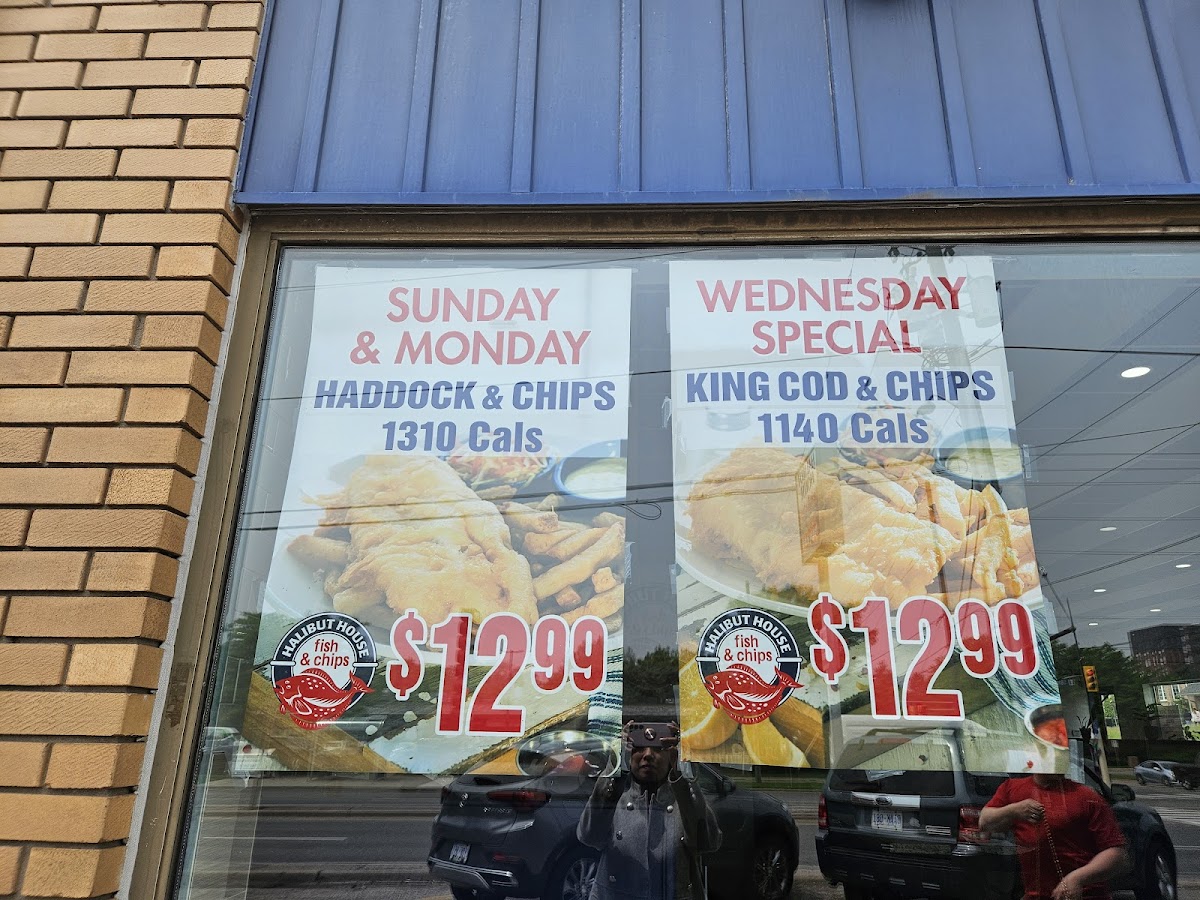 SUNDAY
& MONDAY
HADDOCK & CHIPS
1310 Cals
HALIBUT HOUSE
fish
& chips
$12.99
WEDNESDAY
SPECIAL
KING COD & CHIPS
1140 Cals
HALIBUT HOUSE
fish
& chips
$12.99